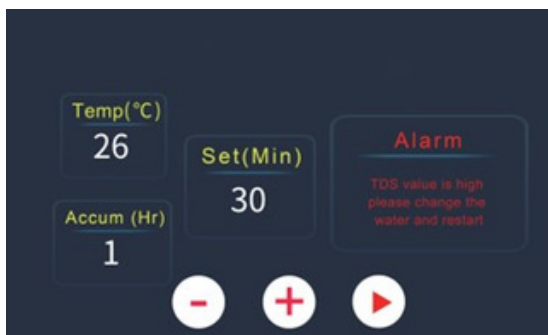 Temp(°C)
26
Set(Min)
30
Alarm
TDS value is high
please change the
water and restart
Accum (Hr)
1
- +